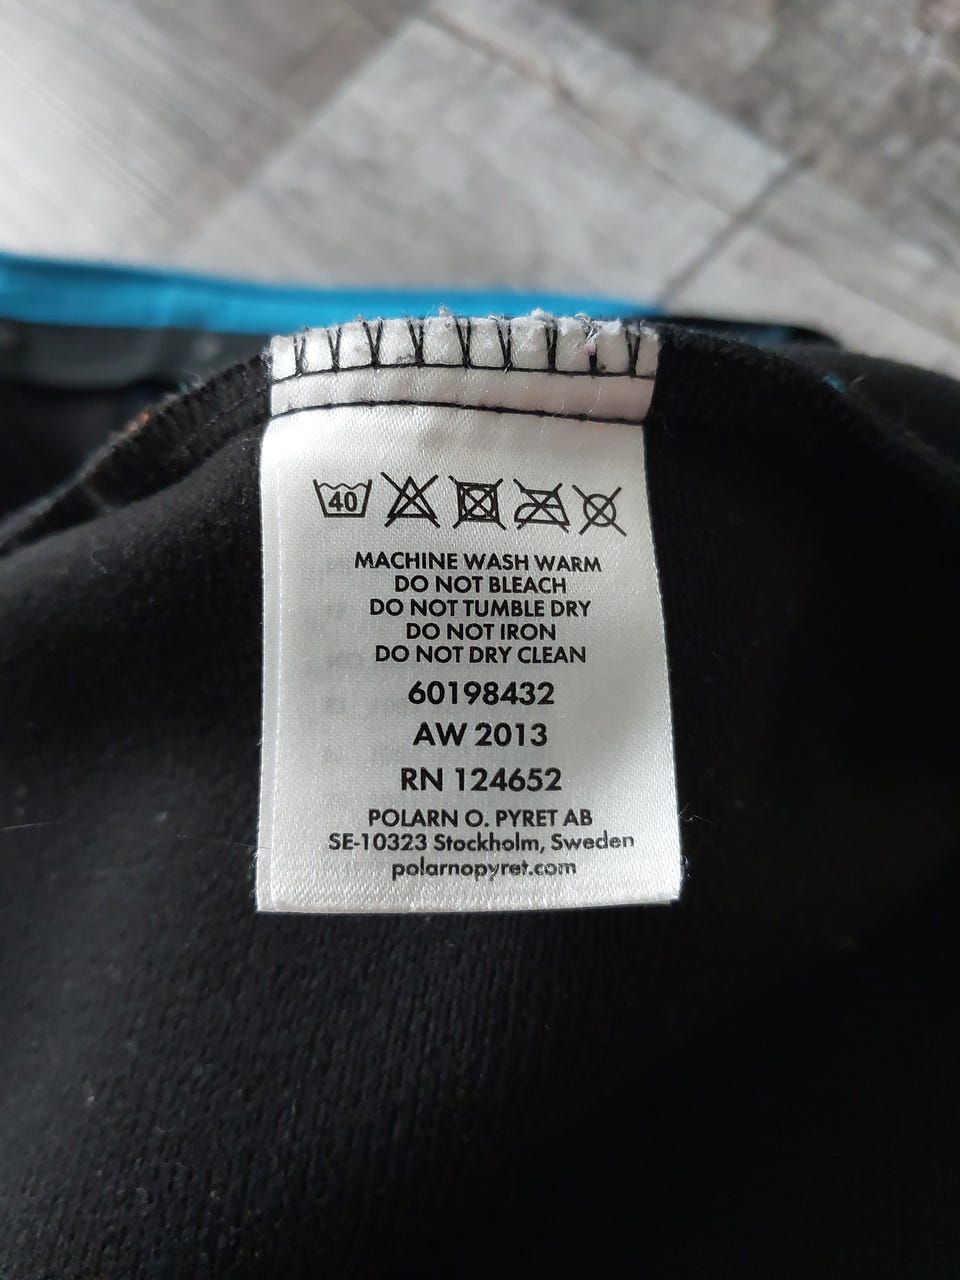 40
MACHINE WASH WARM
DO NOT BLEACH
DO NOT TUMBLE DRY
DO NOT IRON
DO NOT DRY CLEAN
60198432
AW 2013
RN 124652
POLARN O. PYRET AB
SE-10323 Stockholm, Sweden
polarnopyret.com